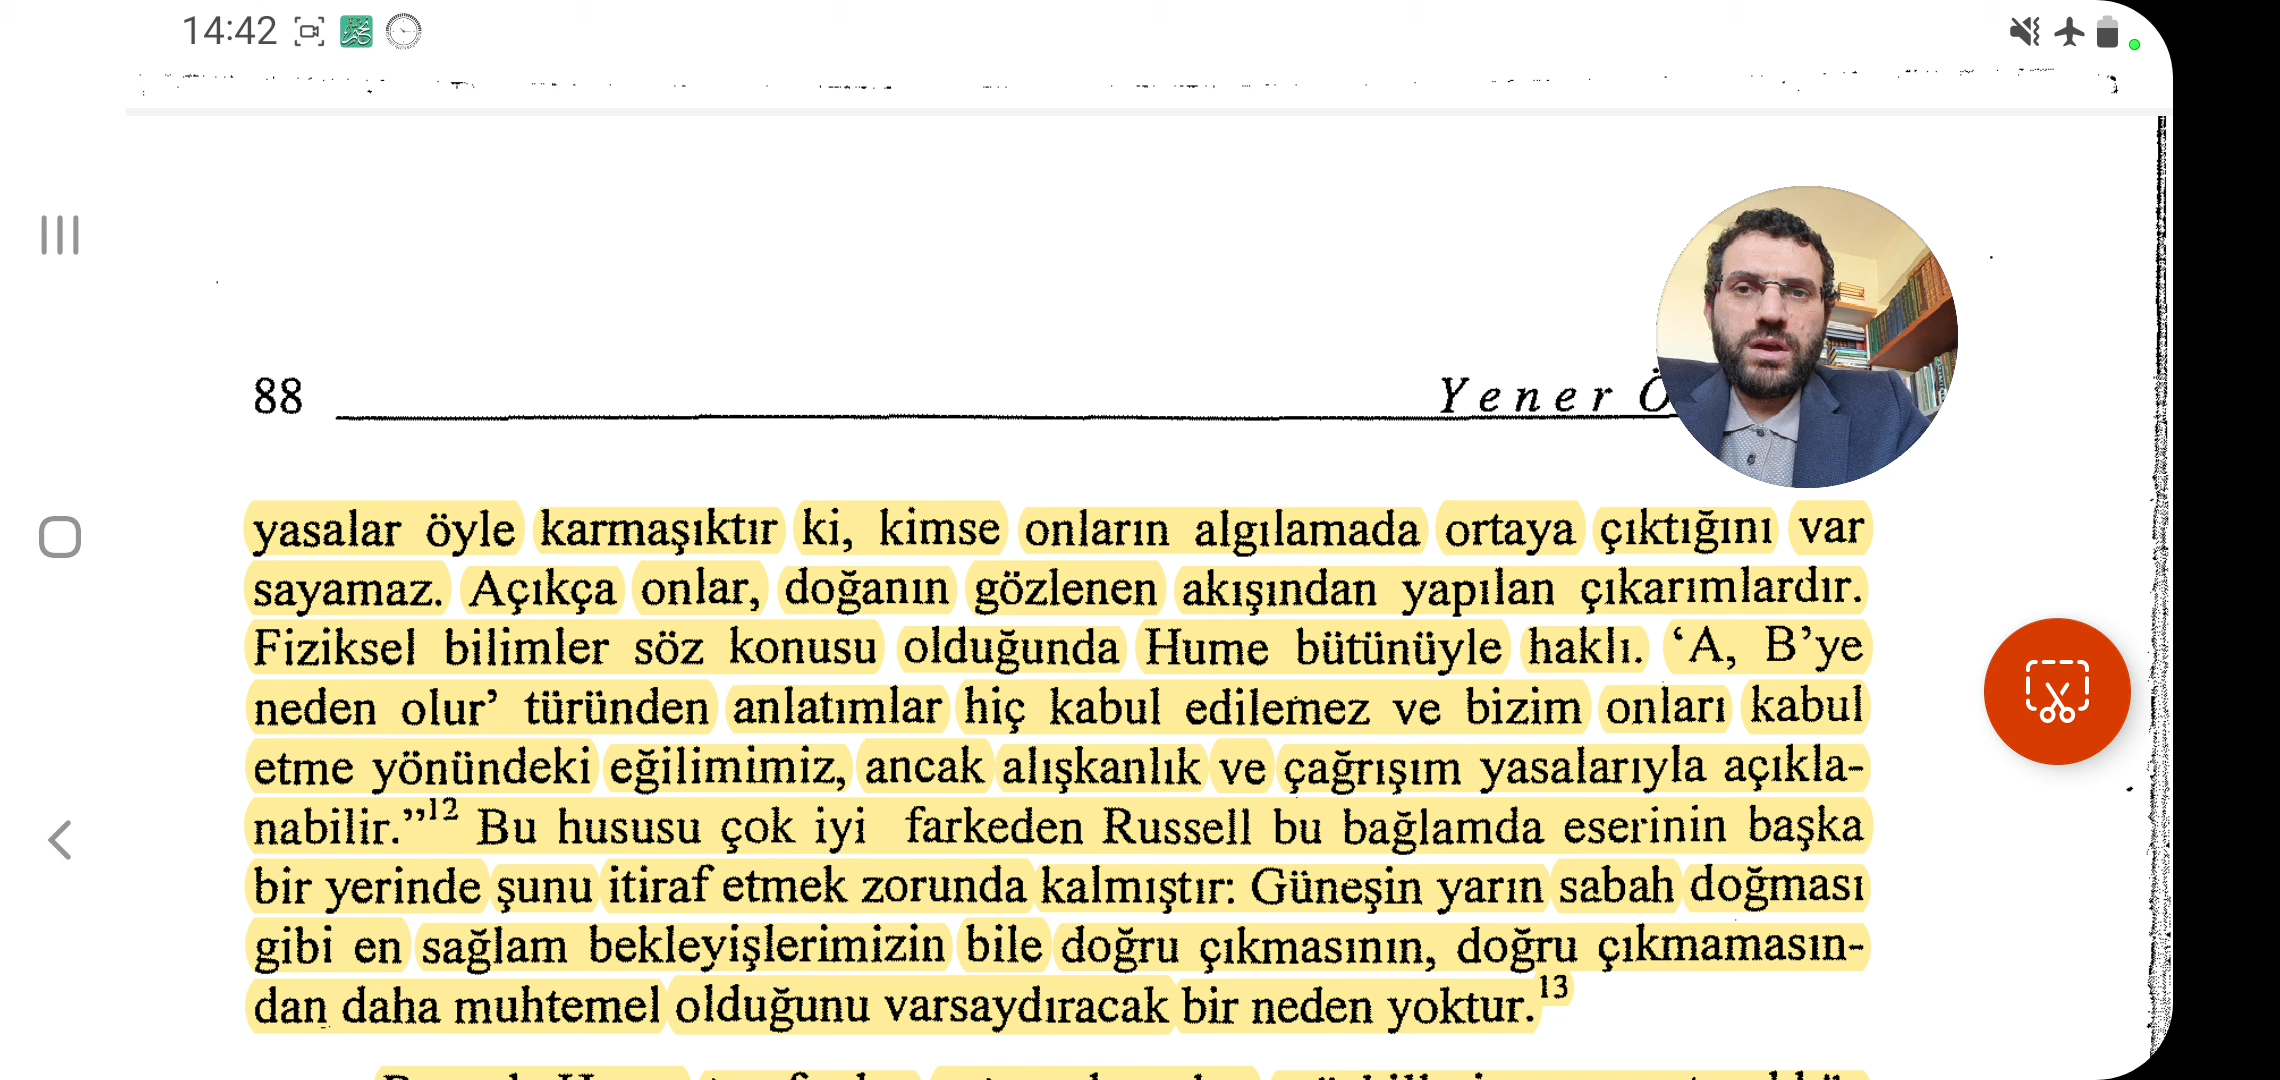 14:42
88 Yener
yasalar öyle karmaşıktır ki, kimse onların algılamada ortaya çıktığını var
sayamaz. Açıkça onlar, doğanın gözlenen akışından yapılan çıkarımlardır.
Fiziksel bilimler söz konusu olduğunda Hume bütünüyle haklı. ‘A, B’ye
neden olur’ türünden anlatımlar hiç kabul edilemez ve bizim onları kabul
etme yönündeki eğilimimiz, ancak alışkanlık ve çağrışım yasalarıyla açıkla-
nabilir.”12 Bu hususu çok iyi farkeden Russell bu bağlamda eserinin başka
bir yerinde şunu itiraf etmek zorunda kalmıştır: Güneşin yarın sabah doğması
gibi en sağlam bekleyişlerimizin bile doğru çıkmasının, doğru çıkmamasın-
dan daha muhtemel olduğunu varsaydıracak bir neden yoktur.13